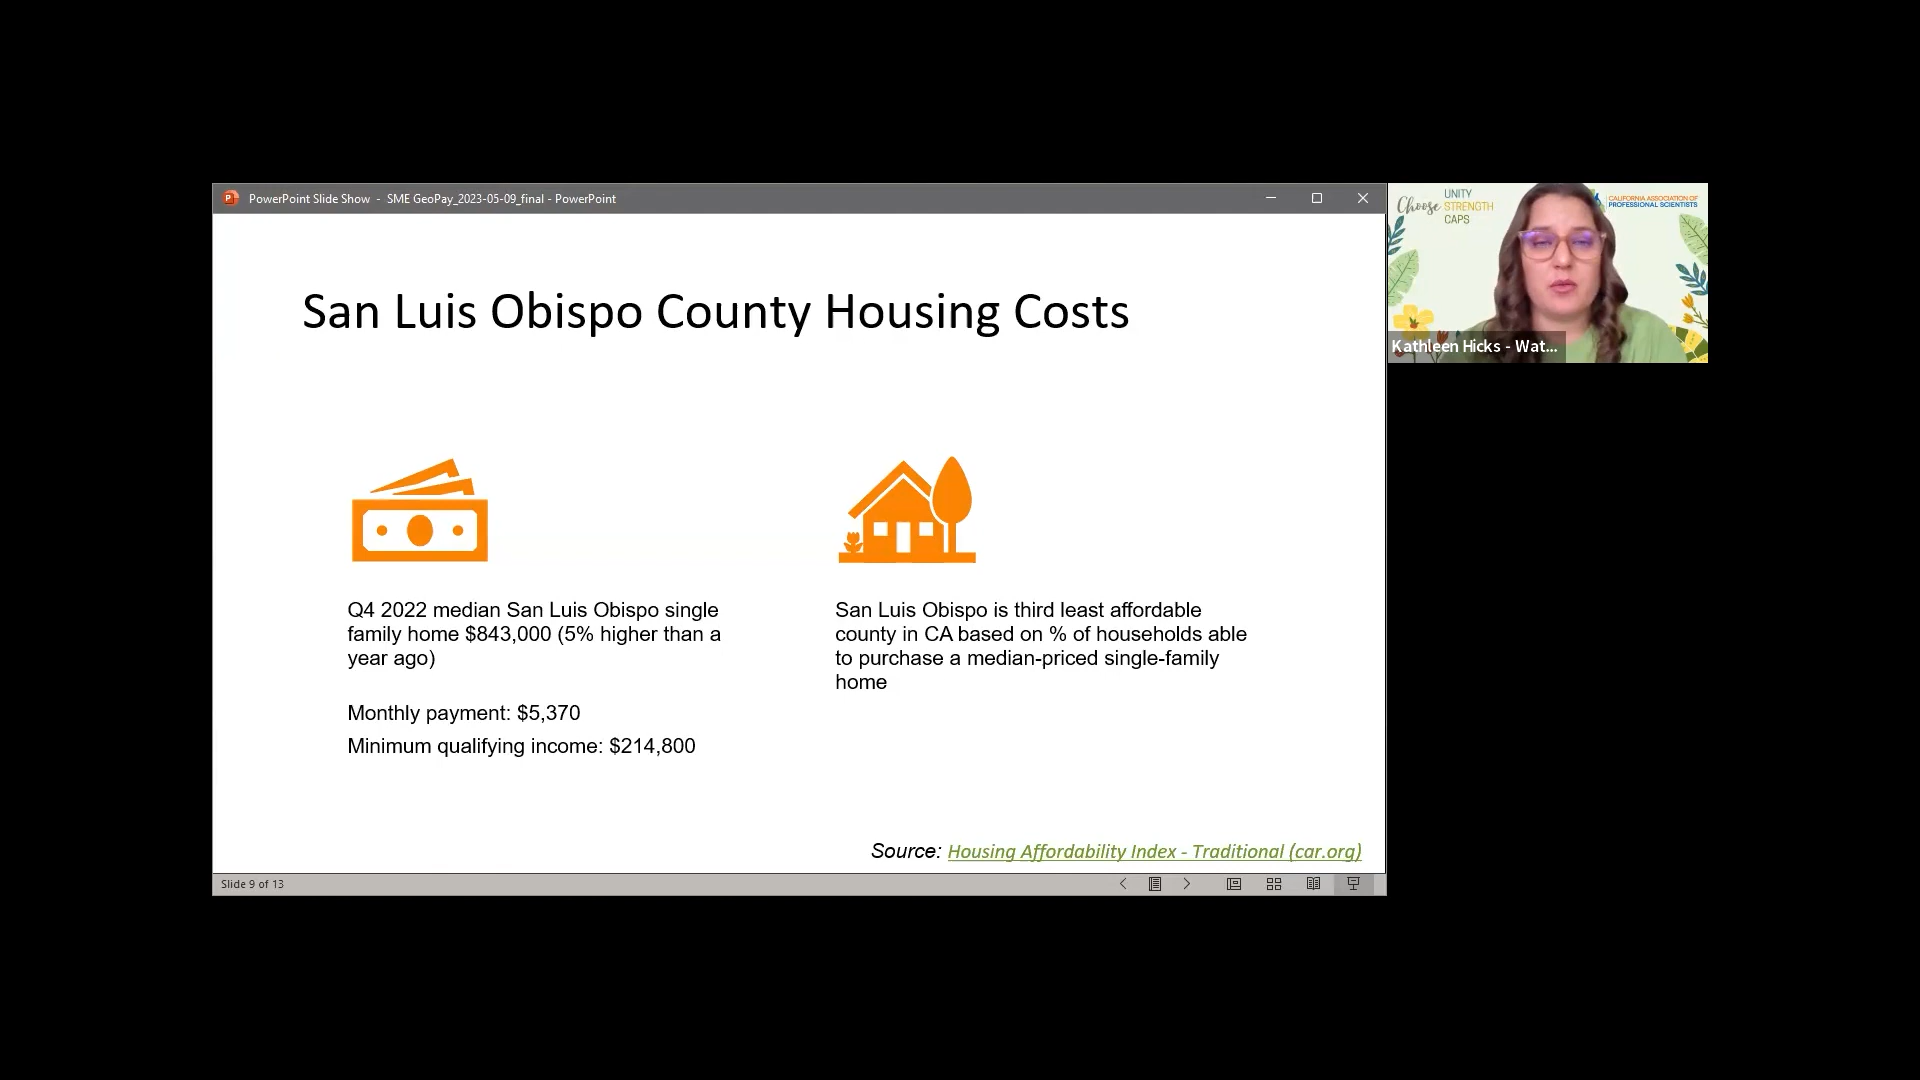 PowerPoint Slide Show - SME GeoPay_2023-05-09_final - PowerPoint
San Luis Obispo County Housing Costs
Q4 2022 median San Luis Obispo single
family home $843,000 (5% higher than a
year ago)
Monthly payment: $5,370
Minimum qualifying income: $214,800
San Luis Obispo is third least affordable
county in CA based on % of households able
to purchase a median-priced single-family
home
Source: Housing Affordability Index - Traditional (car.org)
Slide 9 of 13
Choose
UNITY
STRENGTH
CAPS
CALIFORNIA ASSOCIATION OF
PROFESSIONAL SCIENTISTS
Kathleen Hicks - Wat...